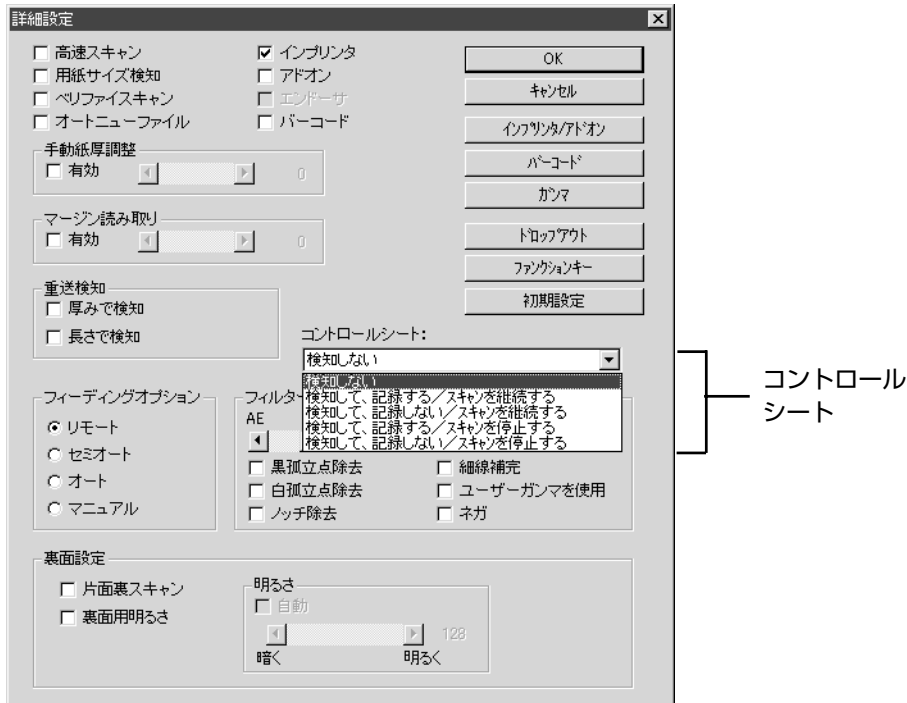 詳細設定
高速スキャン
用紙サイズ検知
ベリファイスキャン
オートニューファイル
インプリンタ
アドオン
エンドーサ
バーコード
OK
キャンセル
インプリンタ/アドオン
バーコード
ガンマ
ドロップアウト
ファンクションキー
初期設定
手動紙厚調整
有効
0
マージン読み取り
有効
0
重送検知
厚みで検知
長さで検知
コントロールシート:
検知しない
検知しない
検知して、記録する/スキャンを継続する
検知して、記録しない/スキャンを継続する
検知して、記録する/スキャンを停止する
検知して、記録しない/スキャンを停止する
コントロール
シート
フィーディングオプション
リモート
セミオート
オート
マニュアル
フィルタ
AE
黒孤立点除去
白孤立点除去
ノッチ除去
細線補完
ユーザーガンマを使用
ネガ
裏面設定
片面裏スキャン
裏面用明るさ
明るさ
自動
128
暗く 明るく